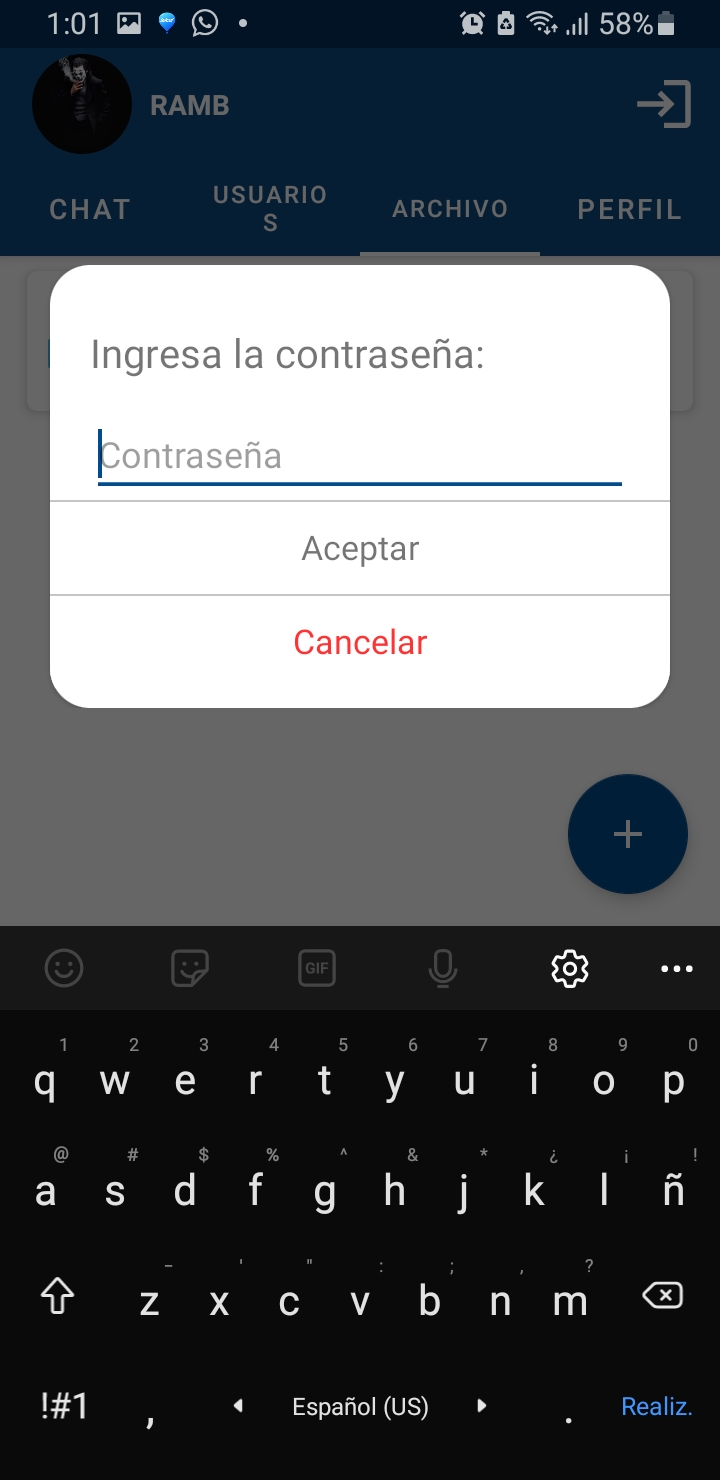 1:01 58%
RAMB
CHAT USUARIO ARCHIVO PERFIL
S
Ingresa la contraseña:
Contraseña
Aceptar
Cancelar
+
GIF
1 2 3 4 5 6 7 8 9 0
q w e r t y u i o p
@ # $ % ^ & * ¿ ¡ !
a s d f g h j k l ñ
- ' " : ; , ?
z x c v b n m
!#1 , Español (US) . Realiz.